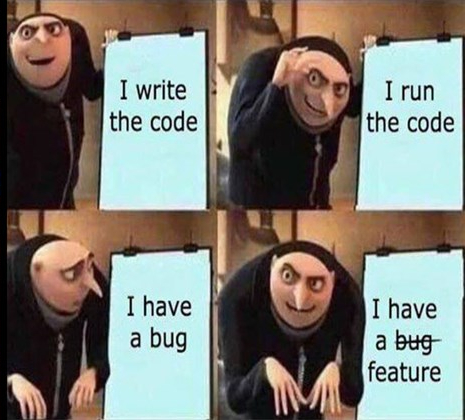 I write
the code
I run
the code
I have
a bug
I have
a bug
feature